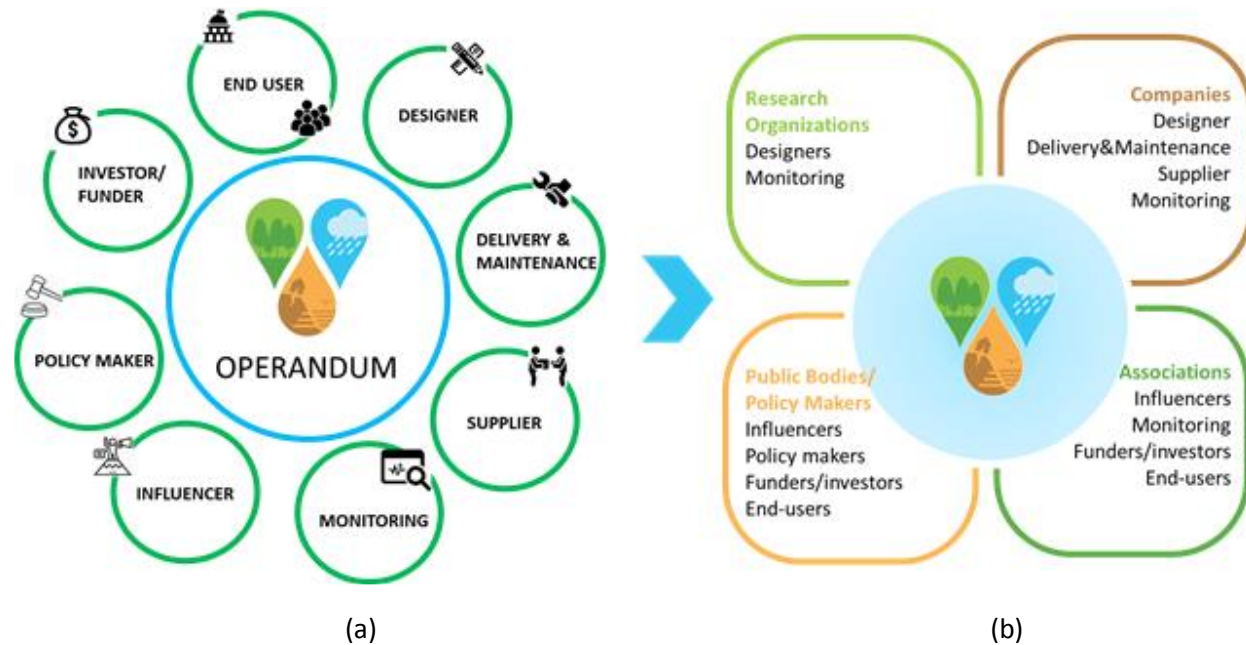 END USER
DESIGNER
INVESTOR/
FUNDER
DELIVERY &
MAINTENANCE
OPERANDUM
POLICY MAKER
SUPPLIER
INFLUENCER
MONITORING
(a)
Research
Organizations
Designers
Monitoring
Companies
Designer
Delivery&Maintenance
Supplier
Monitoring
Public Bodies/
Policy Makers
Influencers
Policy makers
Funders/investors
End-users
Associations
Influencers
Monitoring
Funders/investors
End-users
(b)